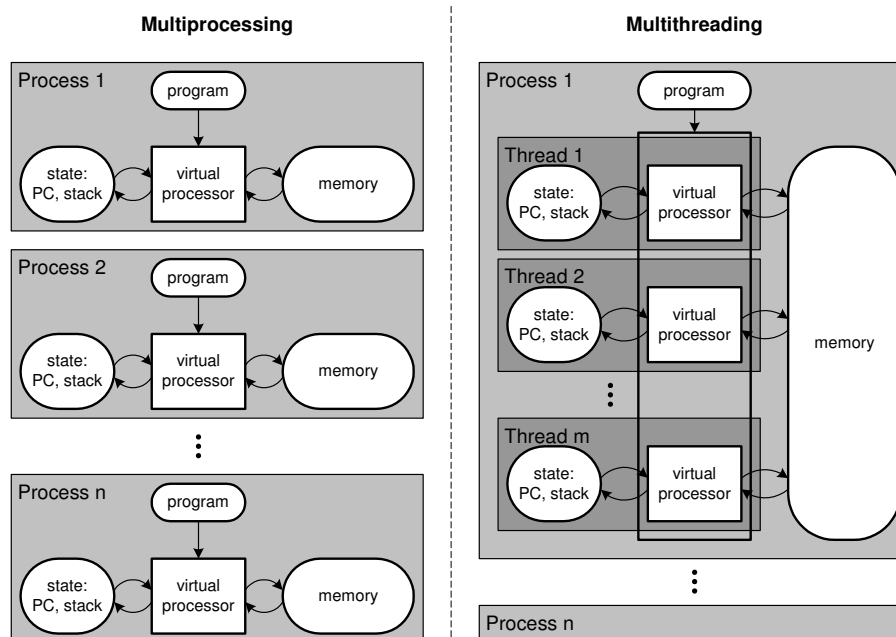 Multiprocessing
Process 1
program
state:
PC, stack
virtual
processor
memory
Process 2
program
state:
PC, stack
virtual
processor
memory
Process n
program
state:
PC, stack
virtual
processor
memory
Multithreading
Process 1
program
Thread 1
state:
PC, stack
virtual
processor
Thread 2
state:
PC, stack
virtual
processor
memory
Thread m
state:
PC, stack
virtual
processor
Process n